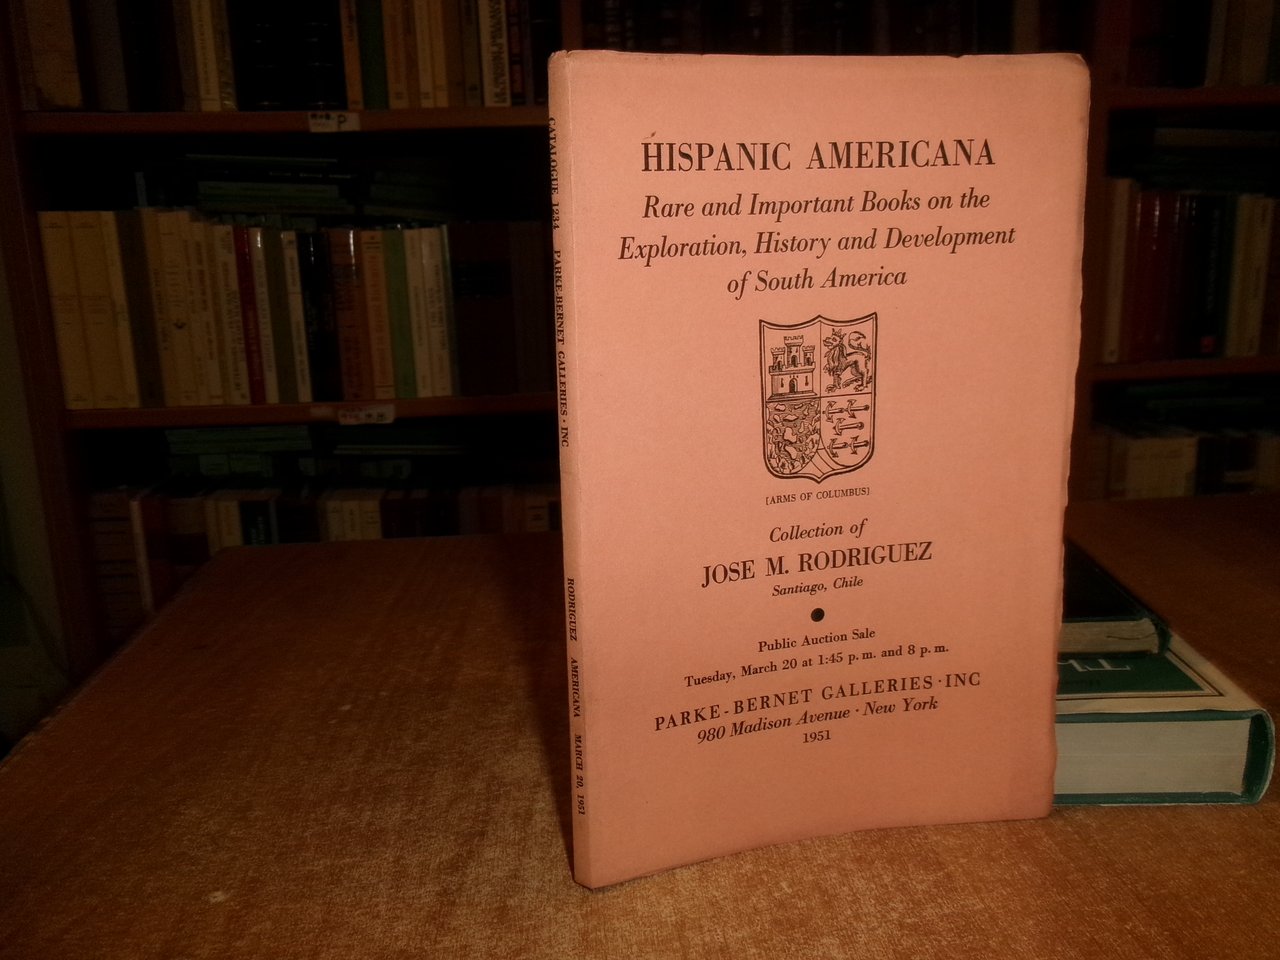 HISPANIC AMERICANA
Rare and Important Books on the
Exploration, History and Development
of South America
[ARMS OF COLUMBUS]
Collection of
JOSE M. RODRIGUEZ
Santiago, Chile
Public Auction Sale
Tuesday, March 20 at 1:45 p.m. and 8 p.m.
PARKE-BERNET GALLERIES · INC
980 Madison Avenue · New York
1951
CATALOGUE 1234 PARKE-BERNET GALLERIES · INC
RODRIGUEZ AMERICANA MARCH 20, 1951